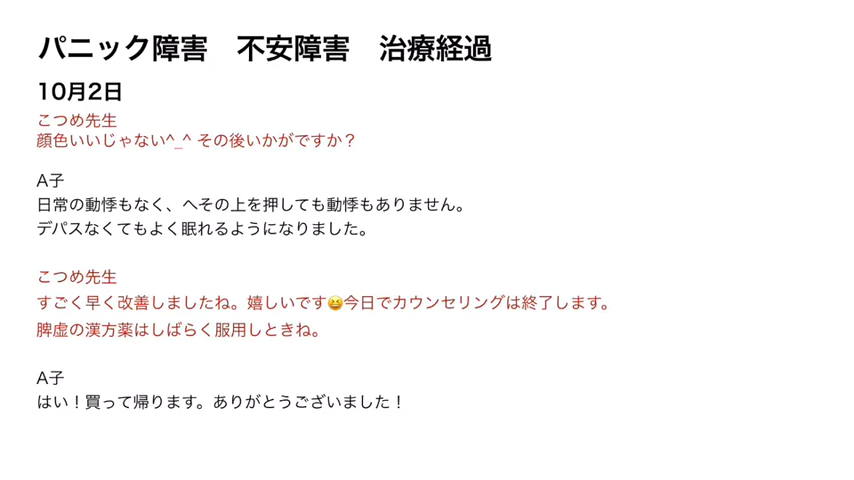 パニック障害　不安障害　治療経過
10月2日
こつめ先生
顔色いいじゃない^_^ その後いかがですか？
A子
日常の動悸もなく、へその上を押しても動悸もありません。
デパスなくてもよく眠れるようになりました。
こつめ先生
すごく早く改善しましたね。嬉しいです😆今日でカウンセリングは終了します。
脾虚の漢方薬はしばらく服用しときね。
A子
はい！買って帰ります。ありがとうございました！